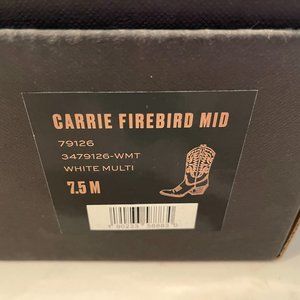 CARRIE FIREBIRD MID
79126
3479126-WMT
WHITE MULTI
7.5 M